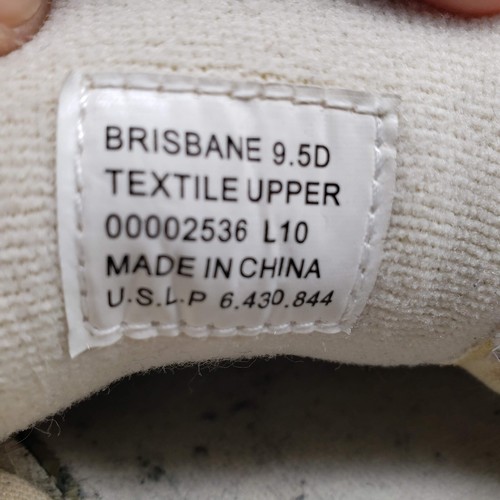 BRISBANE 9.5D
TEXTILE UPPER
00002536 L10
MADE IN CHINA
U.S.L.P 6.430.844